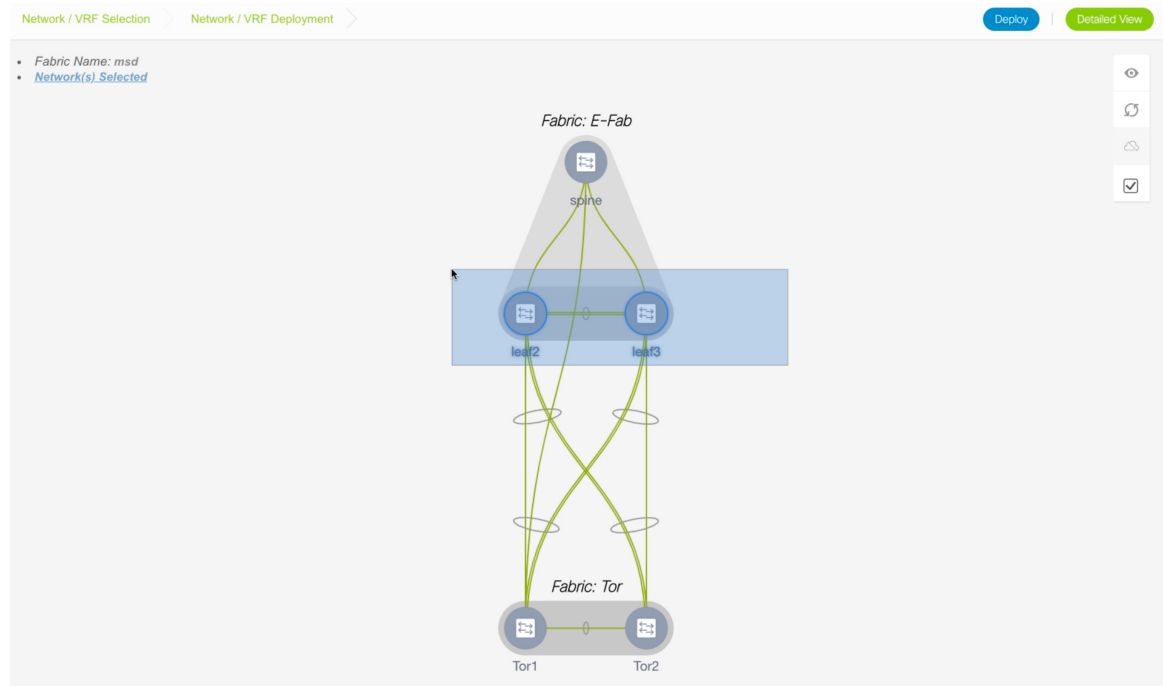 Network / VRF Selection Network / VRF Deployment Deploy Detailed View
Fabric Name: msd
Network(s) Selected
Fabric: E-Fab
spine
leaf2 leaf3
Fabric: Tor
Tor1 Tor2